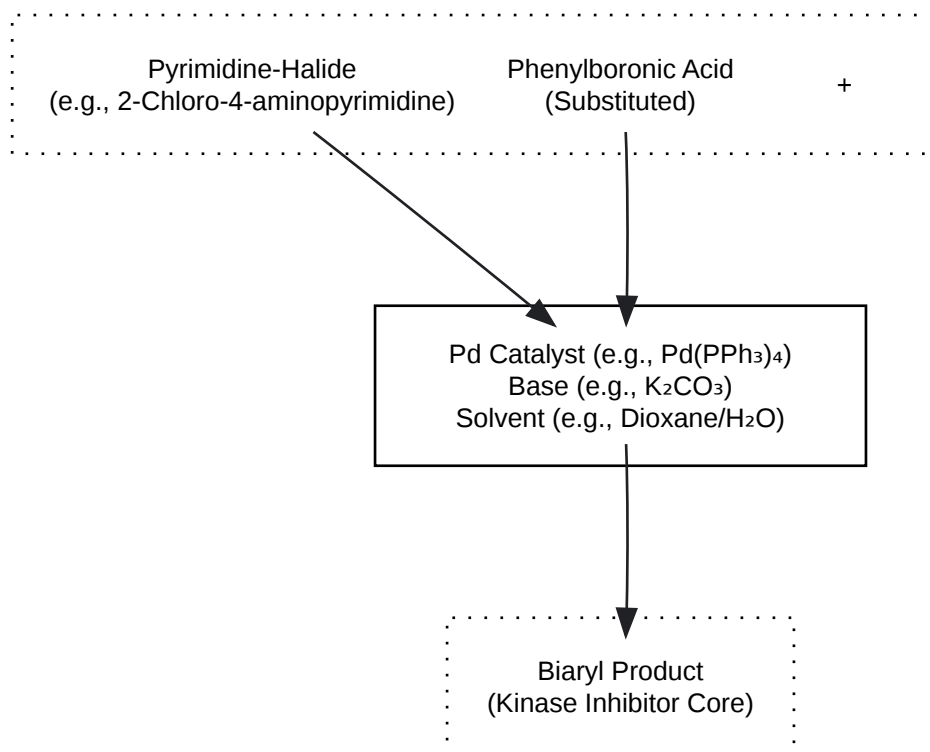 Pyrimidine-Halide
(e.g., 2-Chloro-4-aminopyrimidine)
Phenylboronic Acid
(Substituted)
+
Pd Catalyst (e.g., Pd(PPh₃)₄)
Base (e.g., K₂CO₃)
Solvent (e.g., Dioxane/H₂O)
Biaryl Product
(Kinase Inhibitor Core)